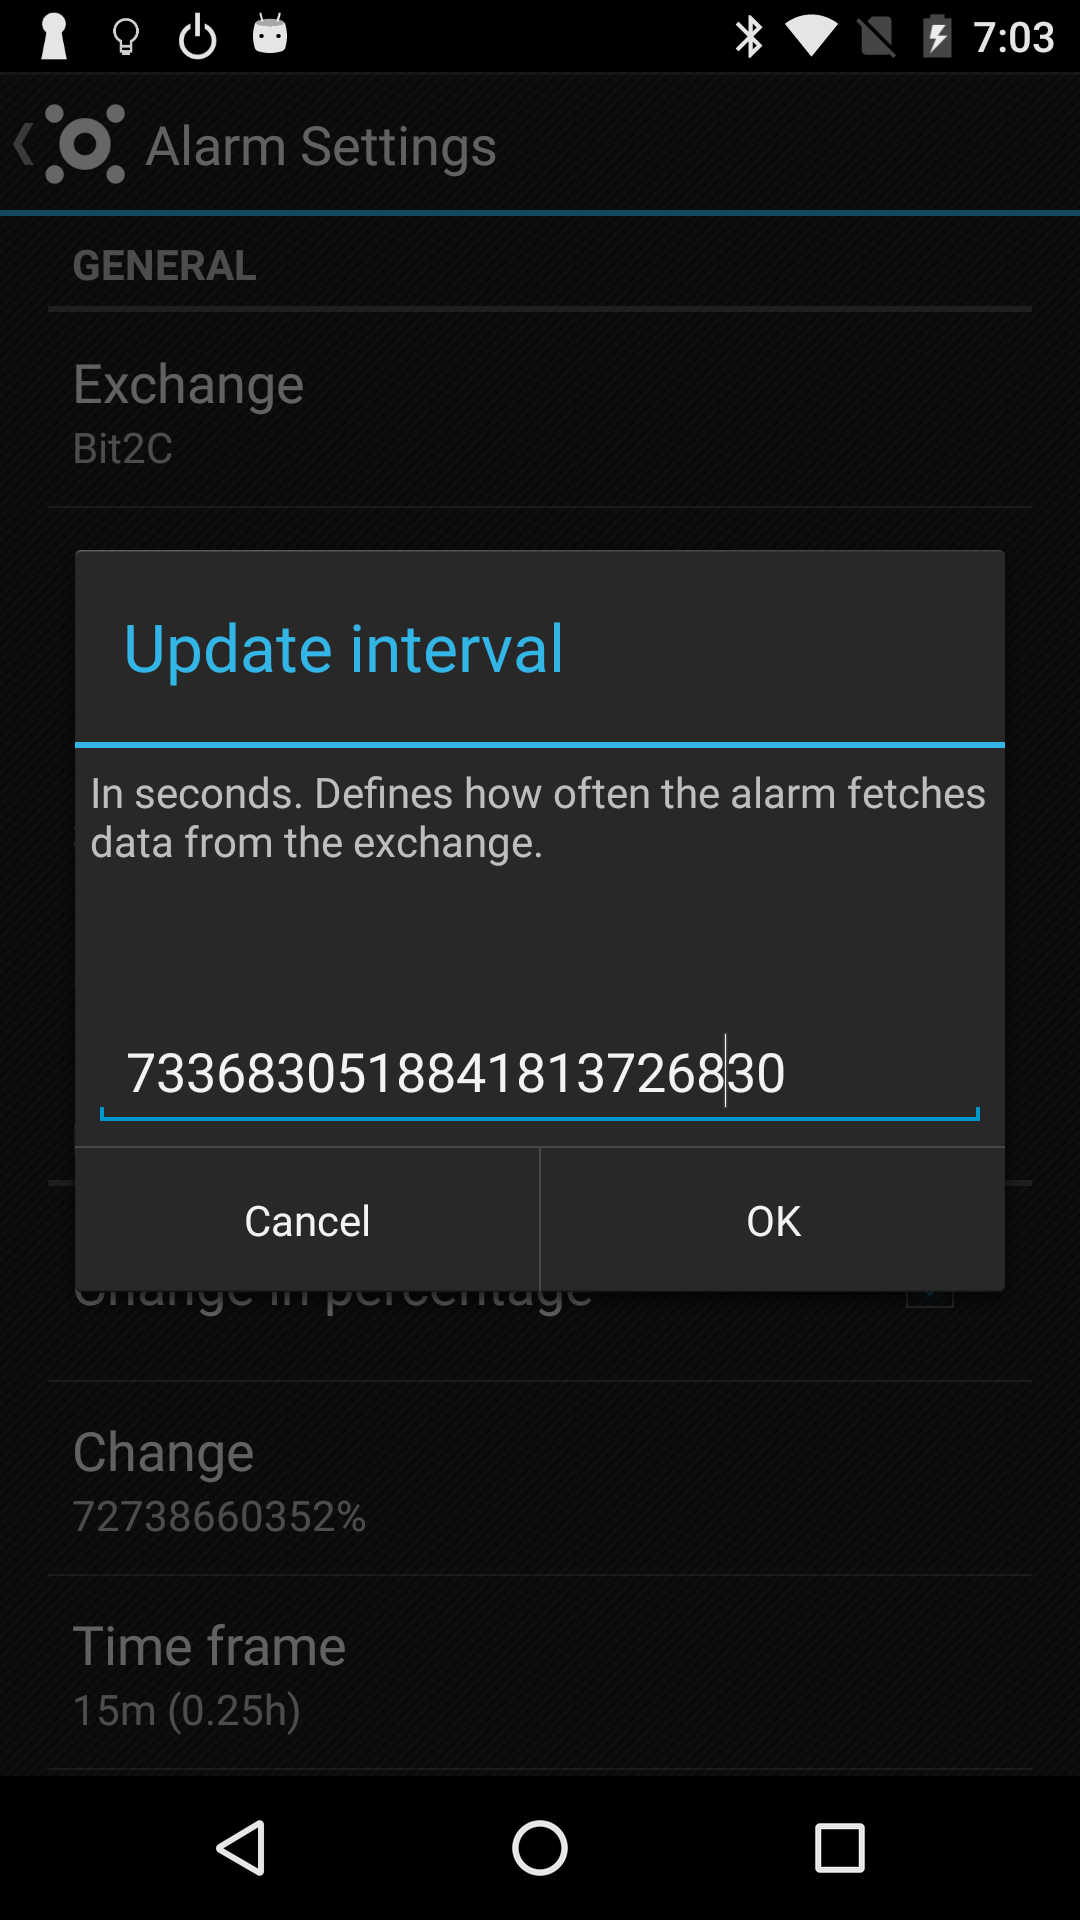 7:03
Alarm Settings
GENERAL
Exchange
Bit2C
Update interval
In seconds. Defines how often the alarm fetches
data from the exchange.
7336830518841813726830
Cancel
OK
Change in percentage
Change
72738660352%
Time frame
15m (0.25h)